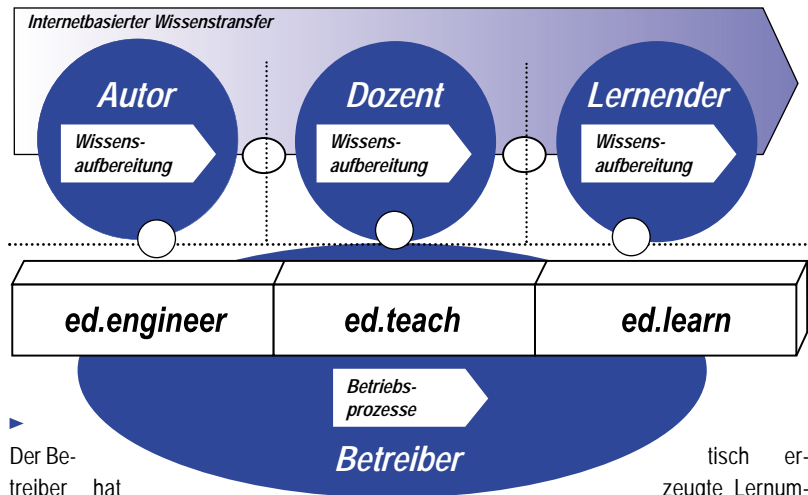 Internetbasierter Wissenstransfer
Autor
Dozent
Lernender
Wissens-
aufbereitung
Wissens-
aufbereitung
Wissens-
aufbereitung
ed.engineer
ed.teach
ed.learn
Betriebs-
prozesse
Betreiber
Der Be-
treiber hat
tisch er-
zeugte Lernum-